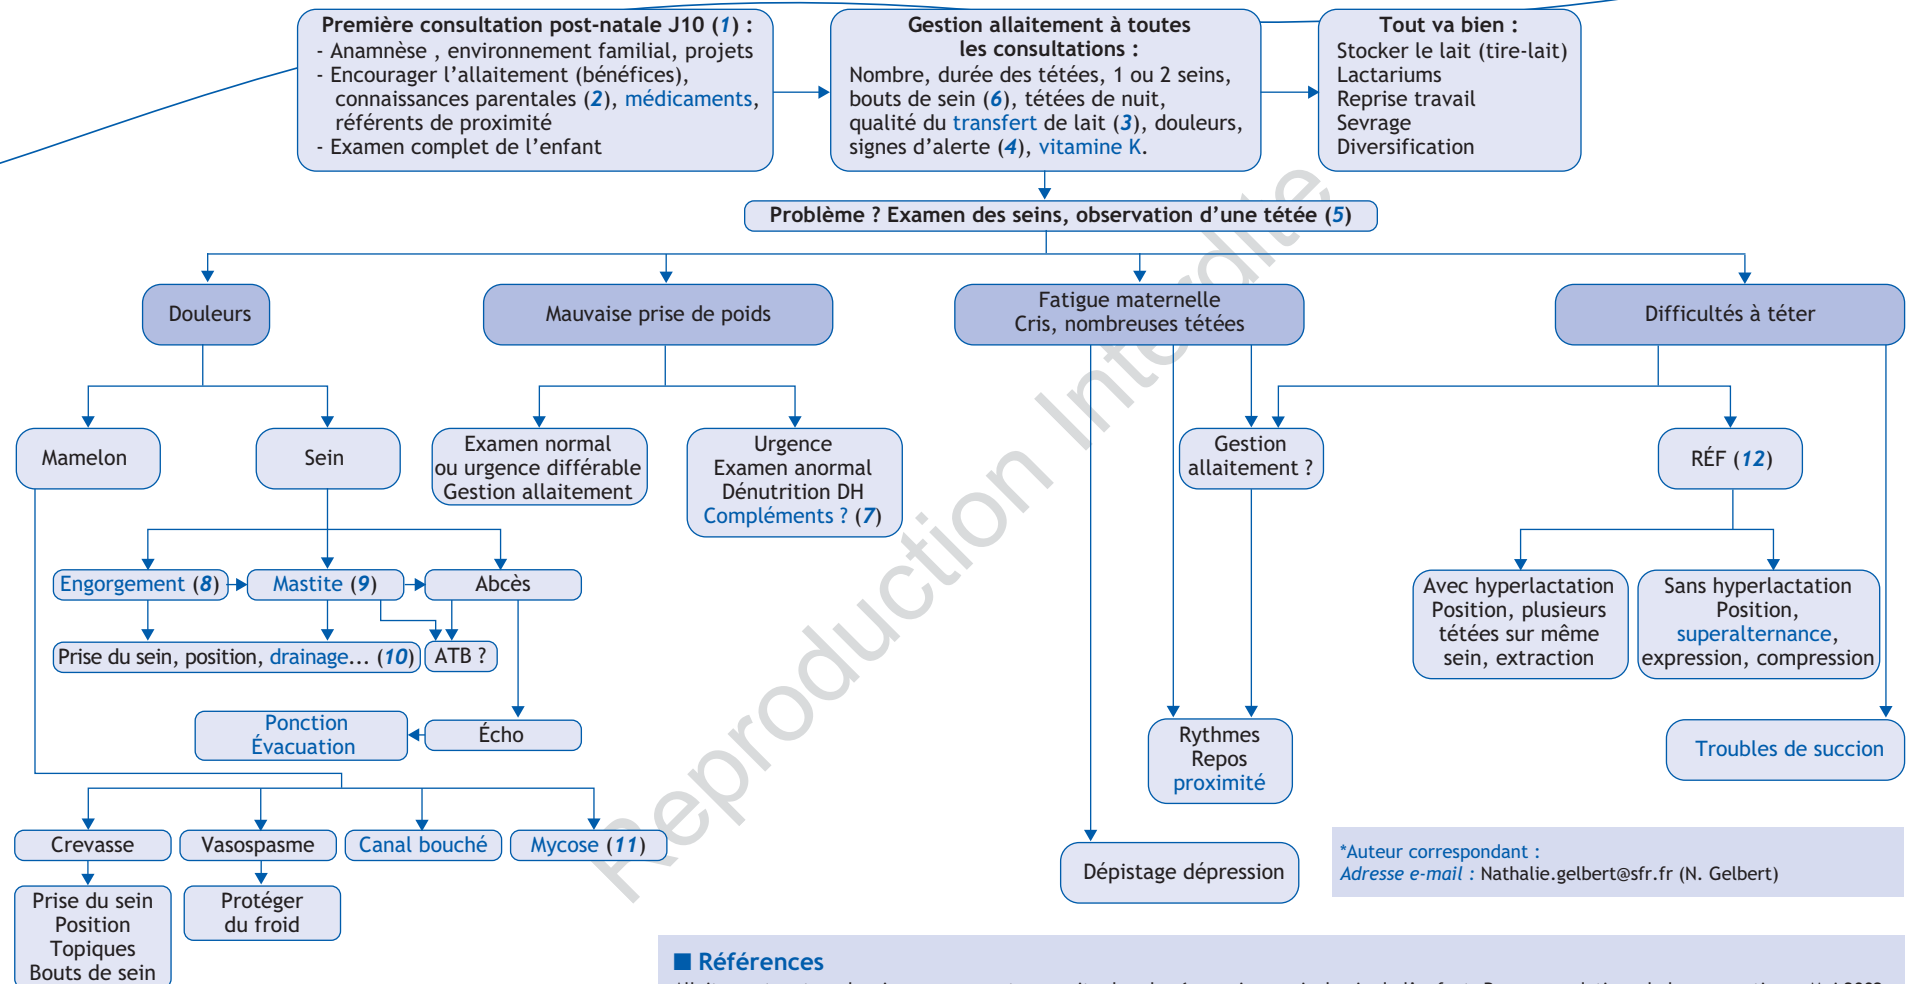 Première consultation post-natale J10 (1) :
- Anamnèse , environnement familial, projets
- Encourager l’allaitement (bénéfices),
connaissances parentales (2), médicaments,
référents de proximité
- Examen complet de l’enfant
Gestion allaitement à toutes
les consultations :
Nombre, durée des tétées, 1 ou 2 seins,
bouts de sein (6), tétées de nuit,
qualité du transfert de lait (3), douleurs,
signes d’alerte (4), vitamine K.
Tout va bien :
Stocker le lait (tire-lait)
Lactariums
Reprise travail
Sevrage
Diversification
Problème ? Examen des seins, observation d’une tétée (5)
Douleurs
Mauvaise prise de poids
Fatigue maternelle
Cris, nombreuses tétées
Difficultés à téter
Mamelon
Sein
Examen normal
ou urgence différable
Gestion allaitement
Urgence
Examen anormal
Dénutrition DH
Compléments ? (7)
Gestion
allaitement ?
RÉF (12)
Engorgement (8)
Mastite (9)
Abcès
Prise du sein, position, drainage... (10)
ATB ?
Avec hyperlactation
Position, plusieurs
tétées sur même
sein, extraction
Sans hyperlactation
Position,
superalternance,
expression, compression
Ponction
Évacuation
Écho
Rythmes
Repos
proximité
Troubles de succion
Crevasse
Vasospasme
Canal bouché
Mycose (11)
Dépistage dépression
Prise du sein
Position
Topiques
Bouts de sein
Protéger
du froid
*Auteur correspondant :
Adresse e-mail : Nathalie.gelbert@sfr.fr (N. Gelbert)
■ Références
Reproduction Interdite